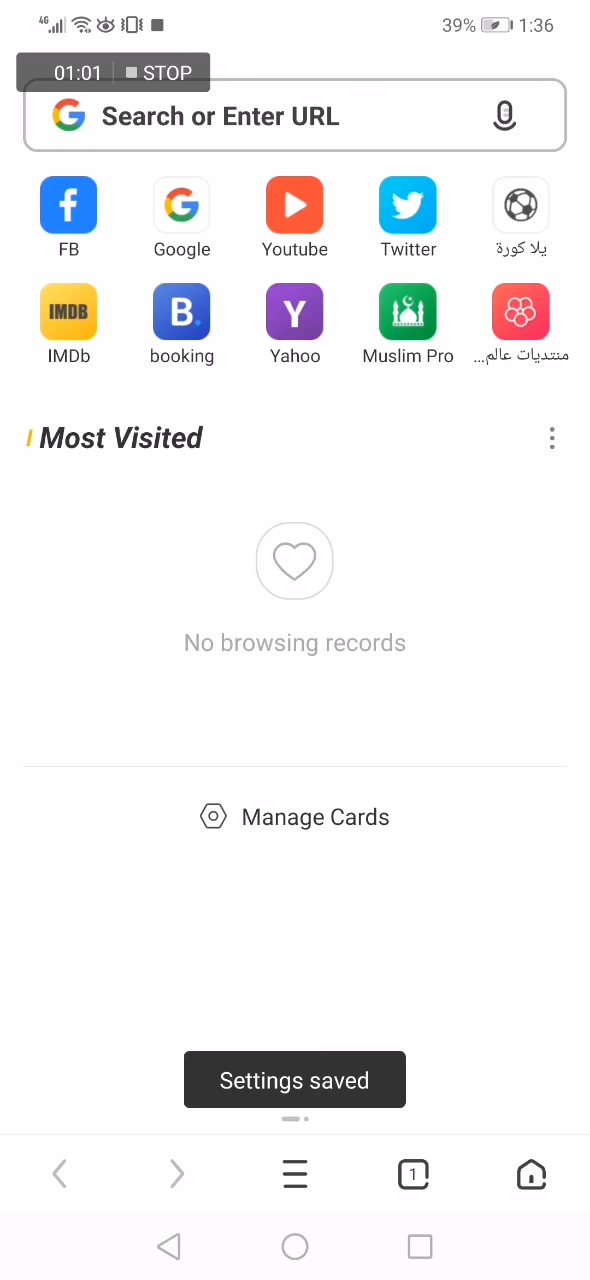 4G
39%
1:36
01:01
STOP
Search or Enter URL
FB
Google
Youtube
Twitter
يلا كورة
IMDB
B.
Y
IMDb
booking
Yahoo
Muslim Pro
منتديات عالم...
Most Visited
No browsing records
Manage Cards
Settings saved
1